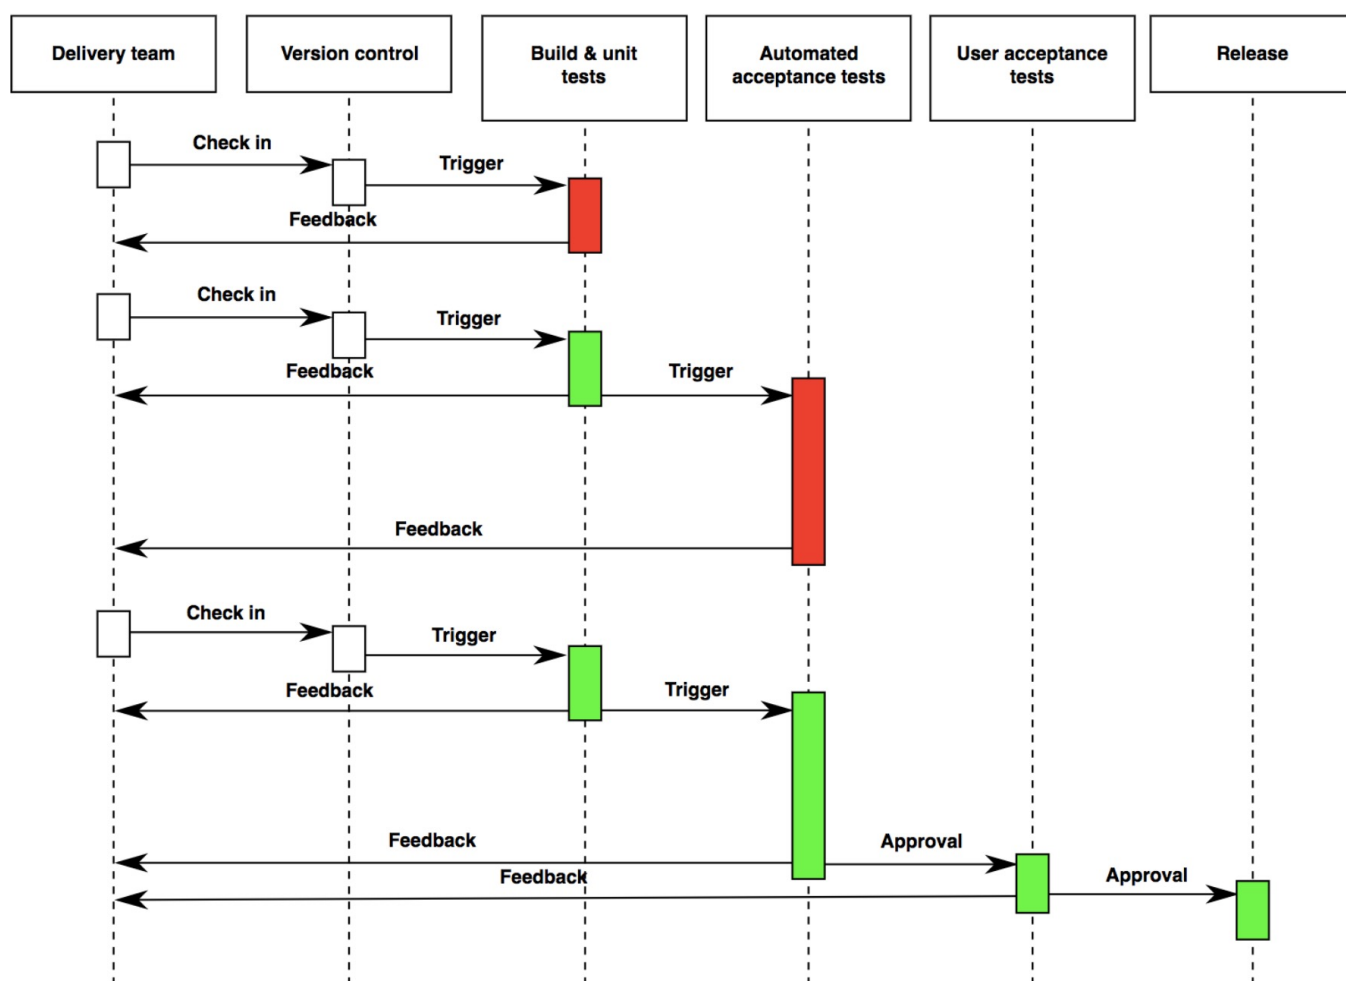 Delivery team
Version control
Build & unit
tests
Automated
acceptance tests
User acceptance
tests
Release
Check in
Trigger
Feedback
Check in
Trigger
Feedback
Trigger
Feedback
Check in
Trigger
Feedback
Trigger
Feedback
Approval
Feedback
Approval